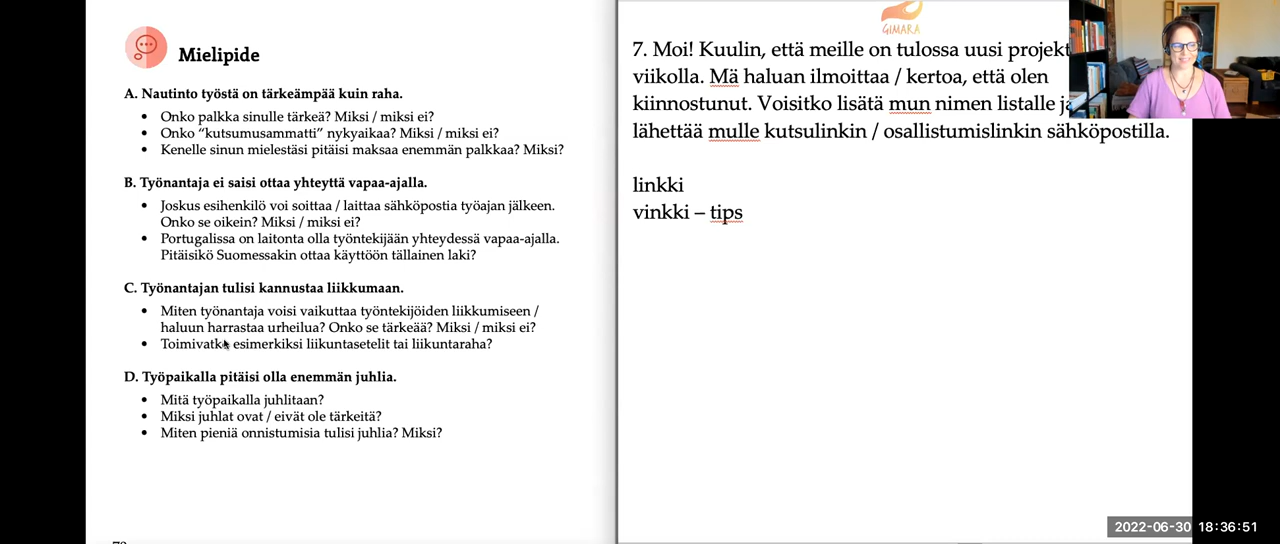 Mielipide
A. Nautinto työstä on tärkeämpää kuin raha.
• Onko palkka sinulle tärkeä? Miksi / miksi ei?
• Onko “kutsumusammatti” nykyaikaa? Miksi / miksi ei?
• Kenelle sinun mielestäsi pitäisi maksaa enemmän palkkaa? Miksi?
B. Työnantaja ei saisi ottaa yhteyttä vapaa-ajalla.
• Joskus esihenkilö voi soittaa / laittaa sähköpostia työajan jälkeen.
Onko se oikein? Miksi / miksi ei?
• Portugalissa on laitonta olla työntekijään yhteydessä vapaa-ajalla.
Pitäisikö Suomessakin ottaa käyttöön tällainen laki?
C. Työnantajan tulisi kannustaa liikkumaan.
• Miten työnantaja voisi vaikuttaa työntekijöiden liikkumiseen /
haluun harrastaa urheilua? Onko se tärkeää? Miksi / miksi ei?
• Toimivatko esimerkiksi liikuntasetelit tai liikuntaraha?
D. Työpaikalla pitäisi olla enemmän juhlia.
• Mitä työpaikalla juhlitaan?
• Miksi juhlat ovat / eivät ole tärkeitä?
• Miten pieniä onnistumisia tulisi juhlia? Miksi?
GIMARA
7. Moi! Kuulin, että meille on tulossa uusi projekt
viikolla. Mä haluan ilmoittaa / kertoa, että olen
kiinnostunut. Voisitko lisätä mun nimen listalle ja
lähettää mulle kutsulinkin / osallistumislinkin sähköpostilla.
linkki
vinkki – tips
2022-06-30 18:36:51